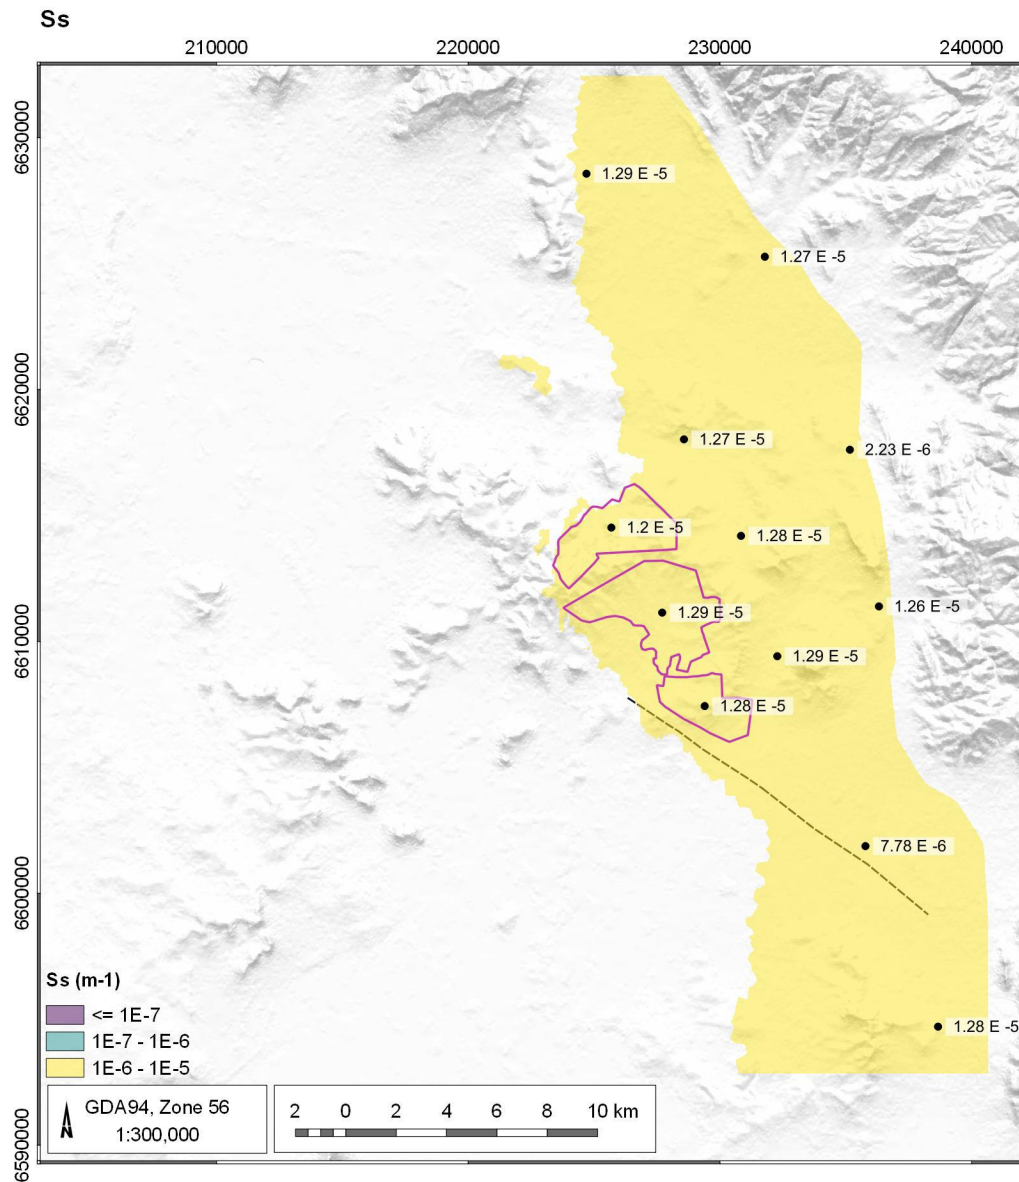 Ss
210000 220000 230000 240000
6630000
6620000
6610000
6600000
6590000
1.29 E -5
1.27 E -5
1.27 E -5
2.23 E -6
1.2 E -5
1.28 E -5
1.26 E -5
1.29 E -5
1.29 E -5
1.28 E -5
7.78 E -6
1.28 E -5
Ss (m-1)
<= 1E-7
1E-7 - 1E-6
1E-6 - 1E-5
N
GDA94, Zone 56
1:300,000
2 0 2 4 6 8 10 km